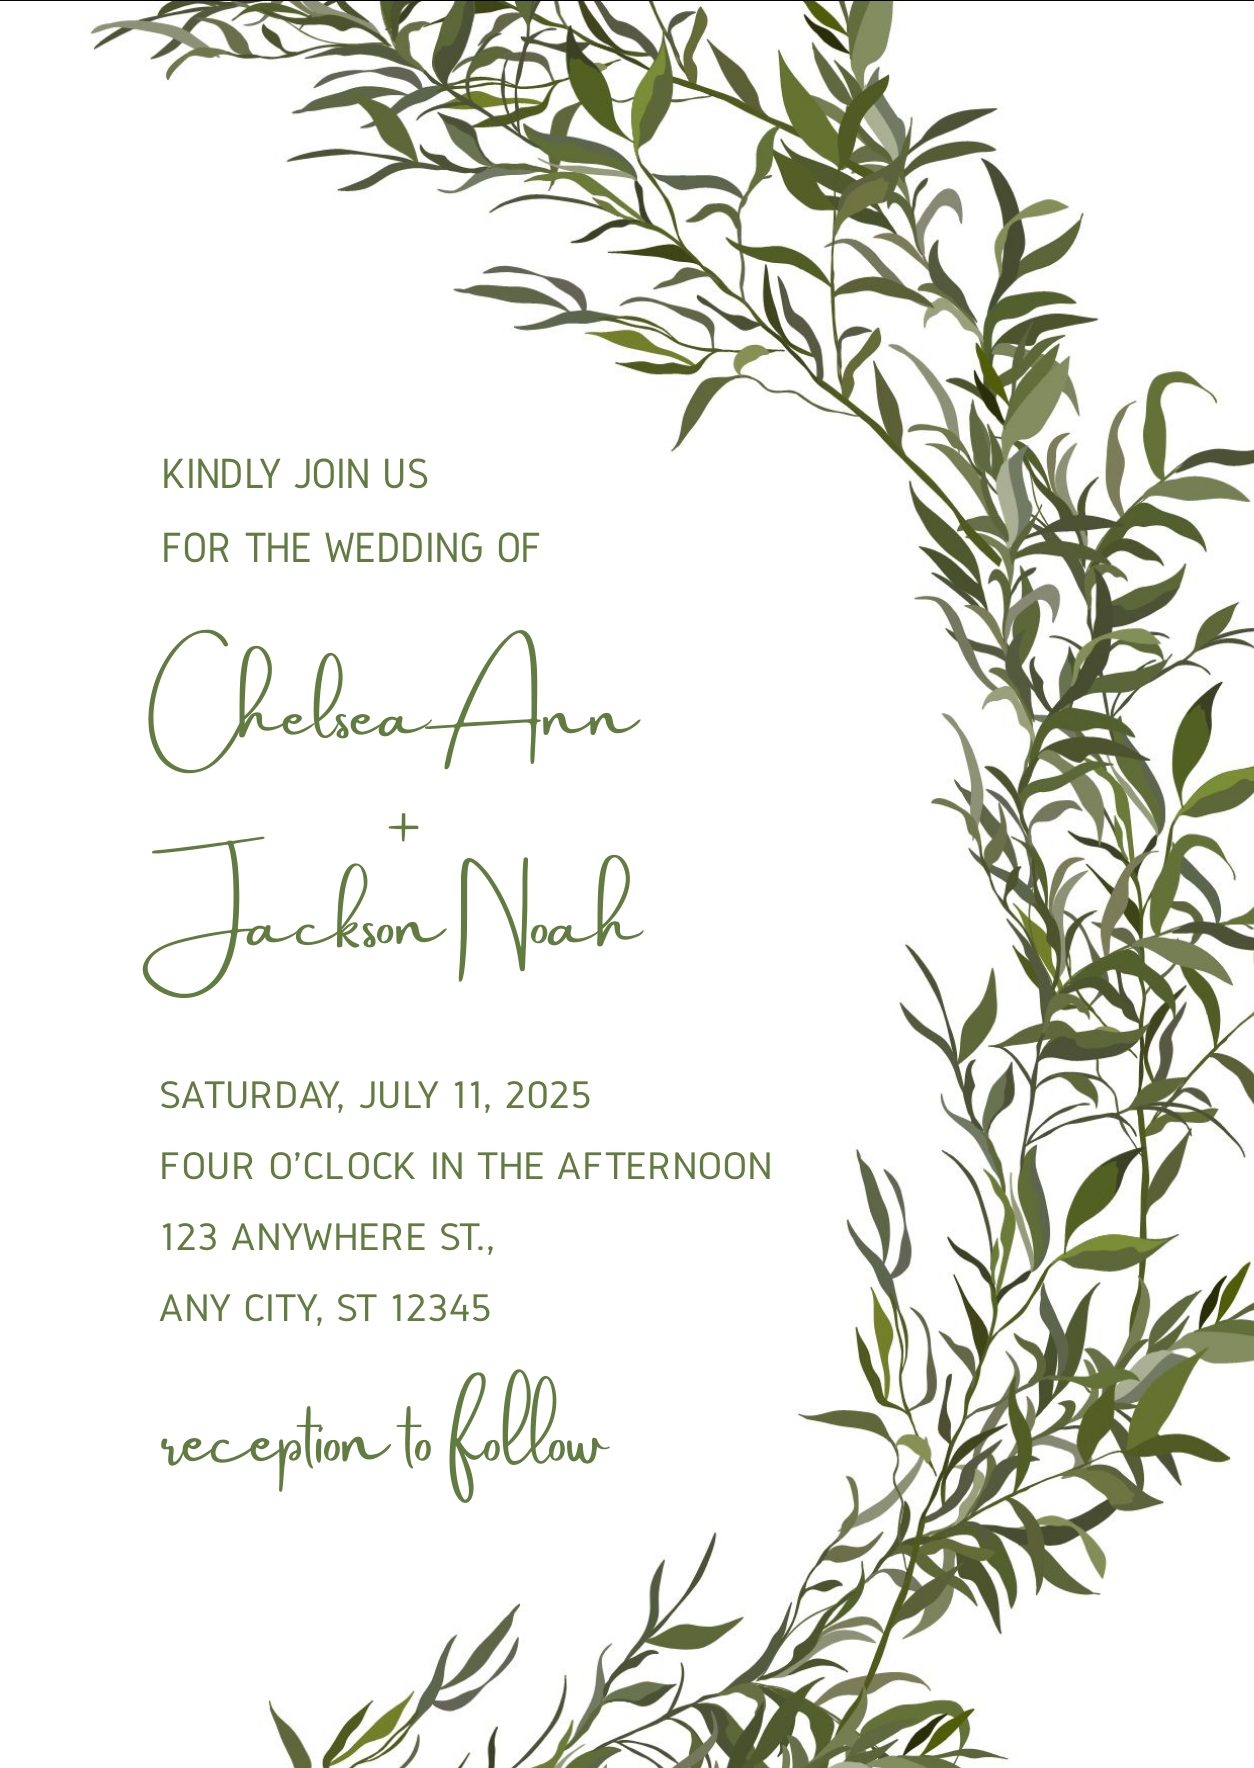 KINDLY JOIN US
FOR THE WEDDING OF
Chelsea Ann
+
Jackson Noah
SATURDAY, JULY 11, 2025
FOUR O’CLOCK IN THE AFTERNOON
123 ANYWHERE ST.,
ANY CITY, ST 12345
reception to follow